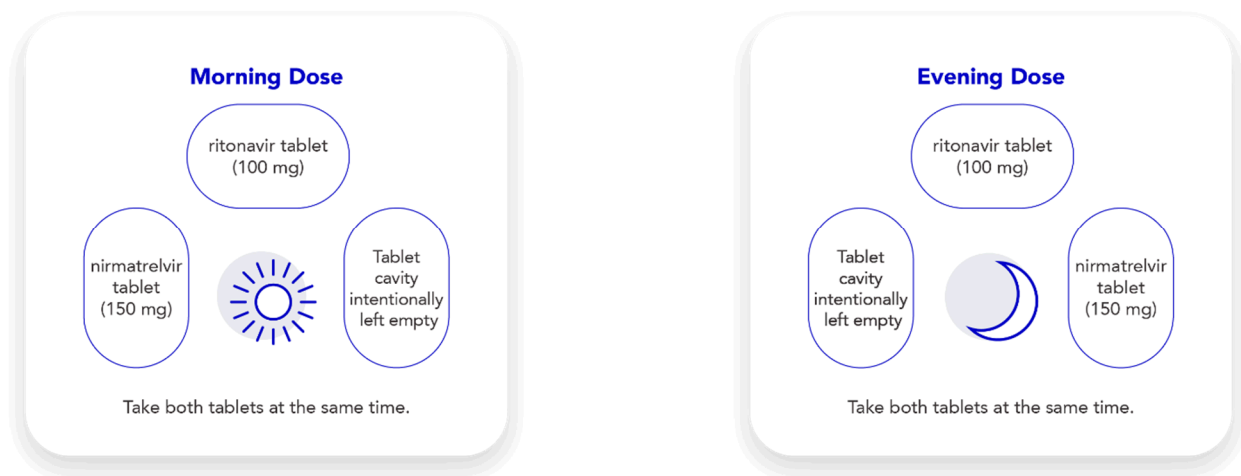 Morning Dose
ritonavir tablet
(100 mg)
nirmatrelvir
tablet
(150 mg)
Tablet
cavity
intentionally
left empty
Take both tablets at the same time.
Evening Dose
ritonavir tablet
(100 mg)
Tablet
cavity
intentionally
left empty
nirmatrelvir
tablet
(150 mg)
Take both tablets at the same time.